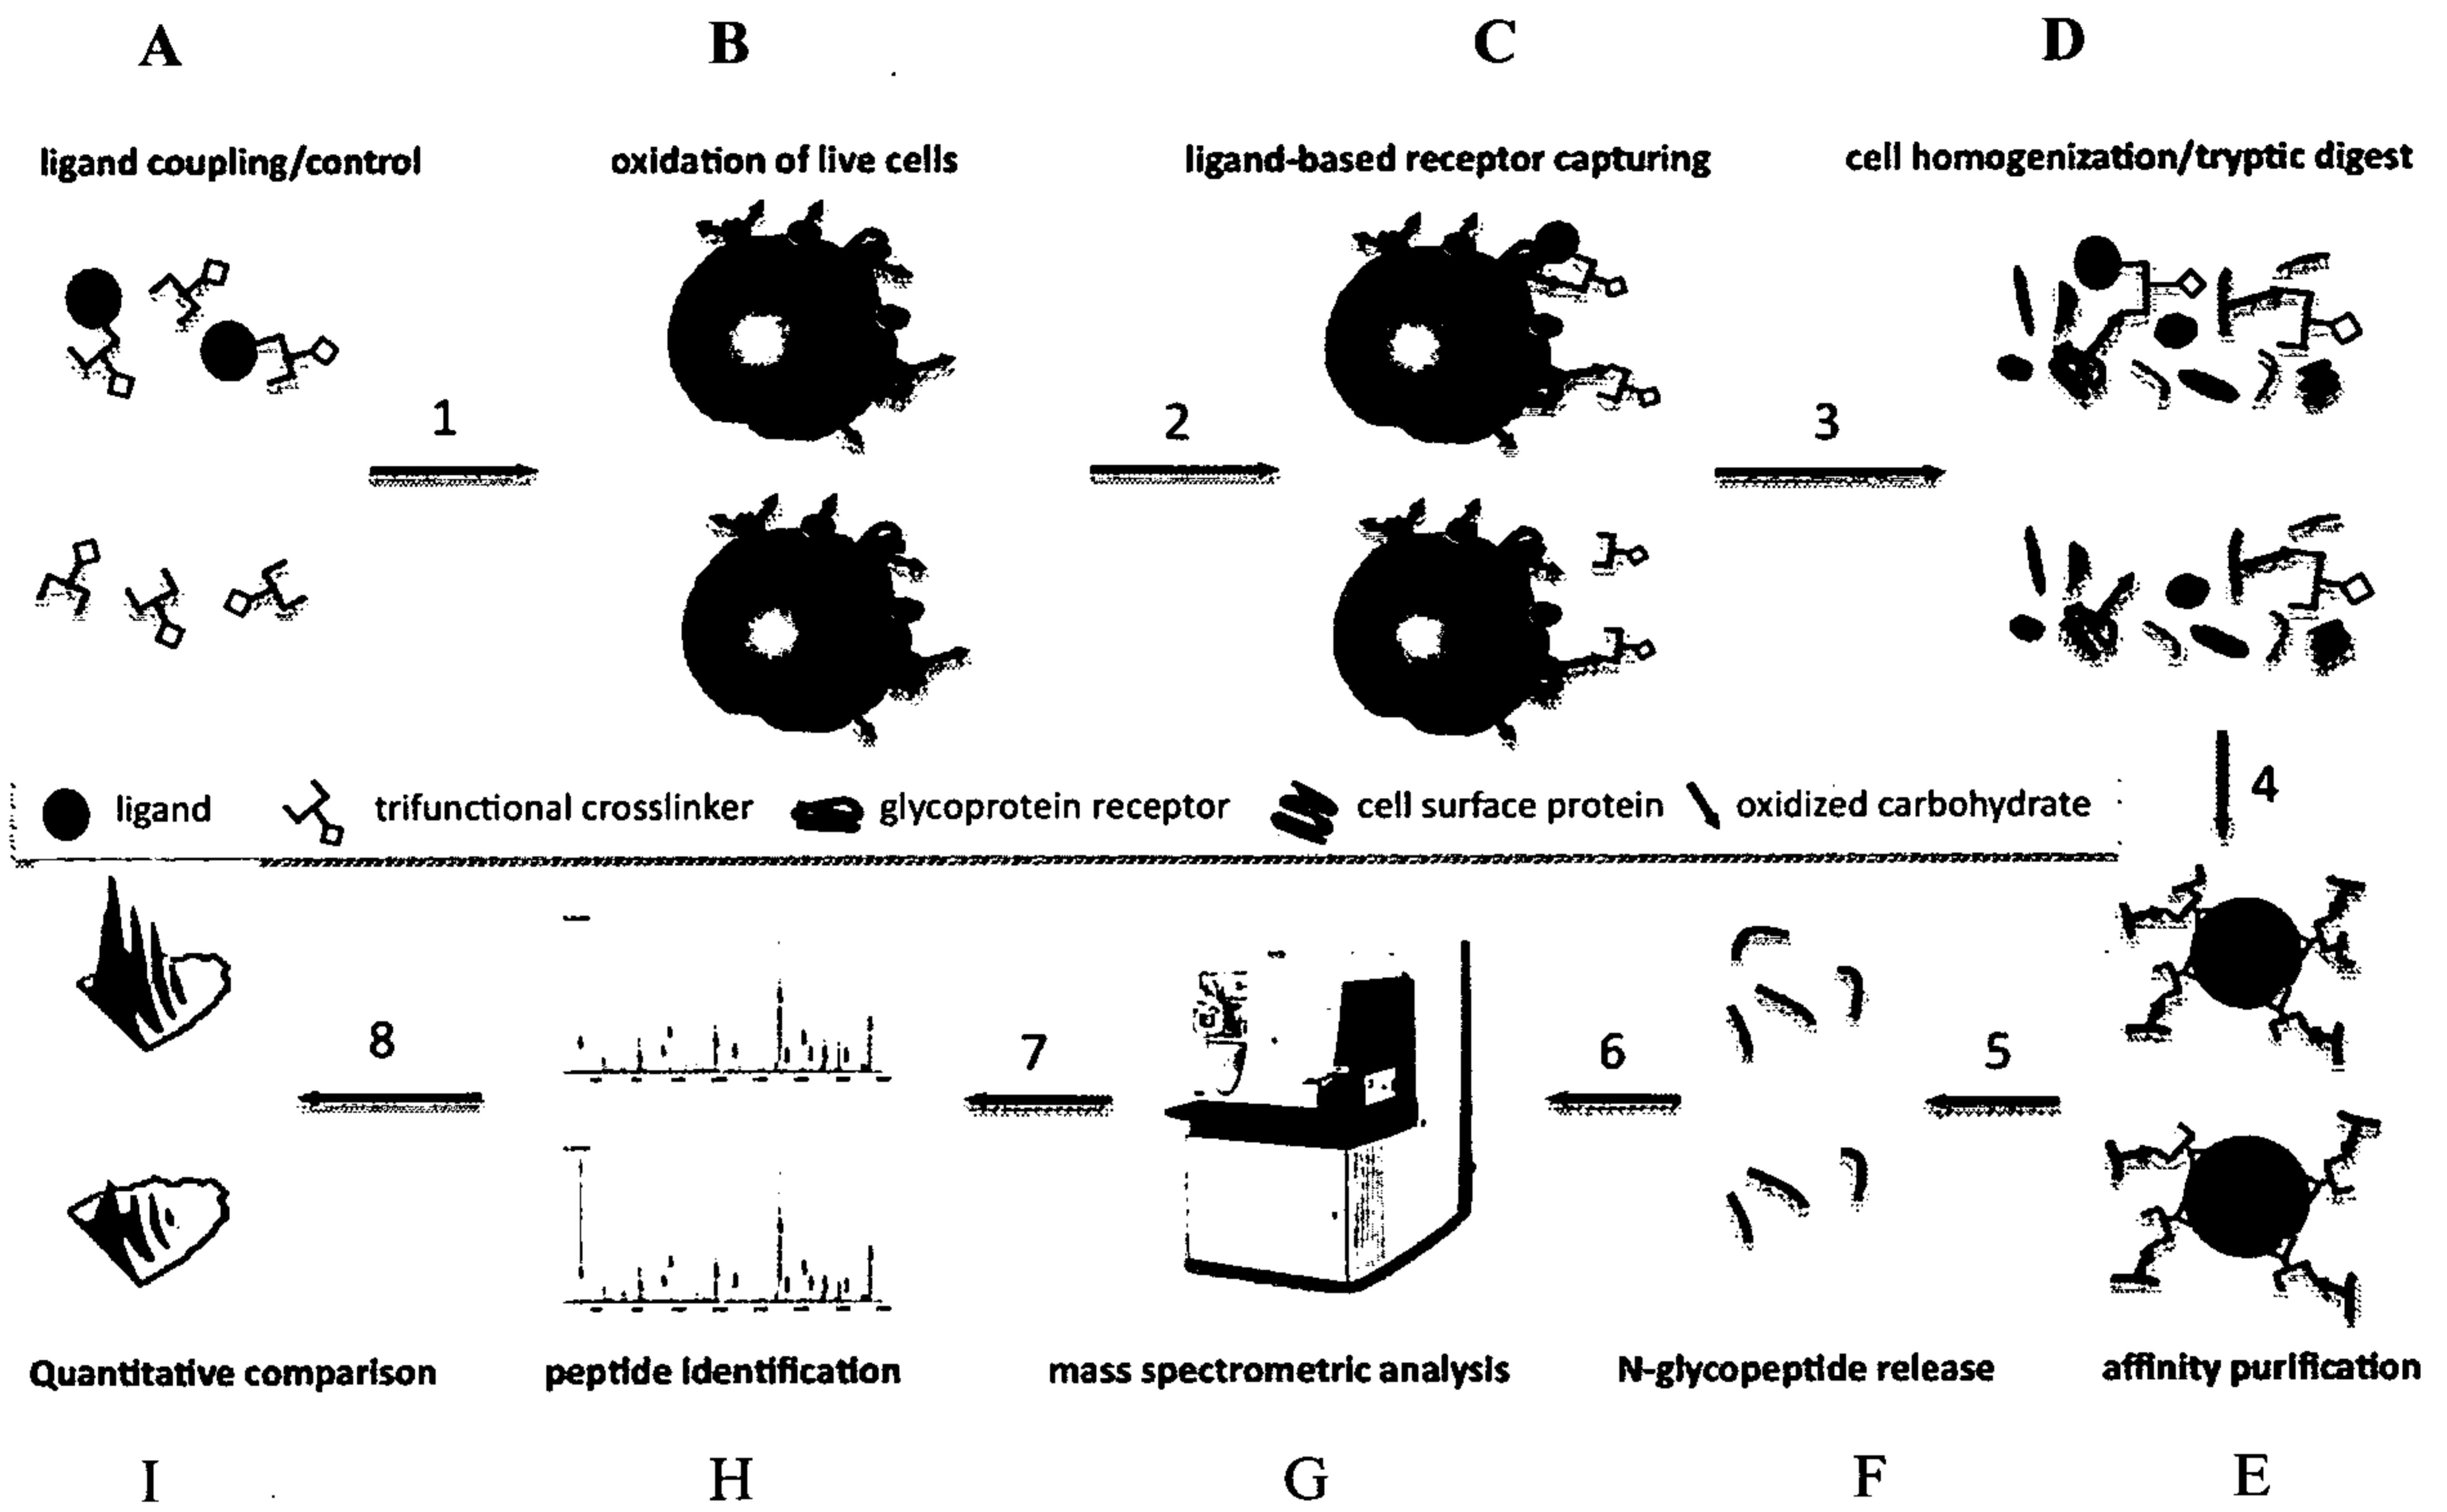 A B C D
ligand coupling/control oxidation of live cells ligand-based receptor capturing cell homogenization/tryptic digest
1 2 3
ligand trifunctional crosslinker glycoprotein receptor cell surface protein oxidized carbohydrate 4
8 7 6 5
Quantitative comparison peptide identification mass spectrometric analysis N-glycopeptide release affinity purification
I H G F E